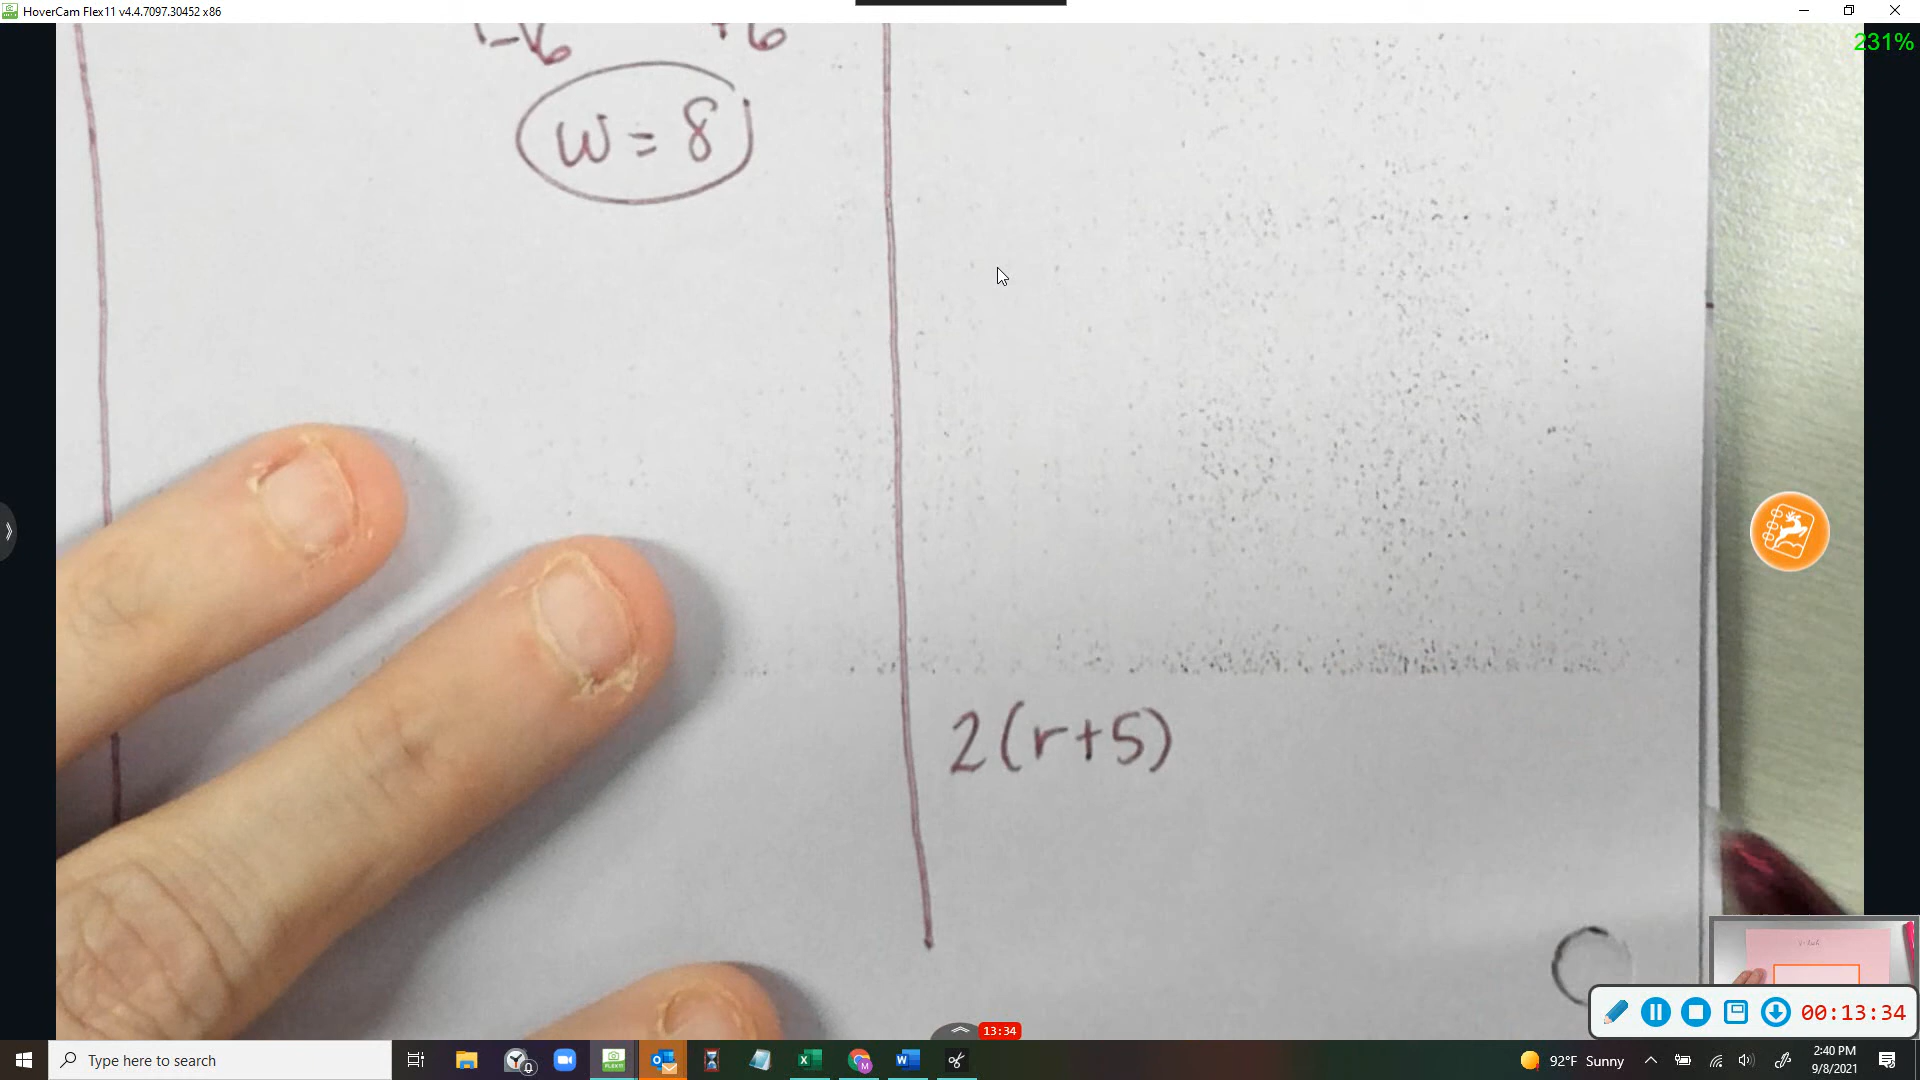 HoverCam Flex11 v4.4.7097.30452 x86
231%
+6
w = 8
2(r+5)
13:34
00:13:34
Type here to search
92°F Sunny
2:40 PM
9/8/2021